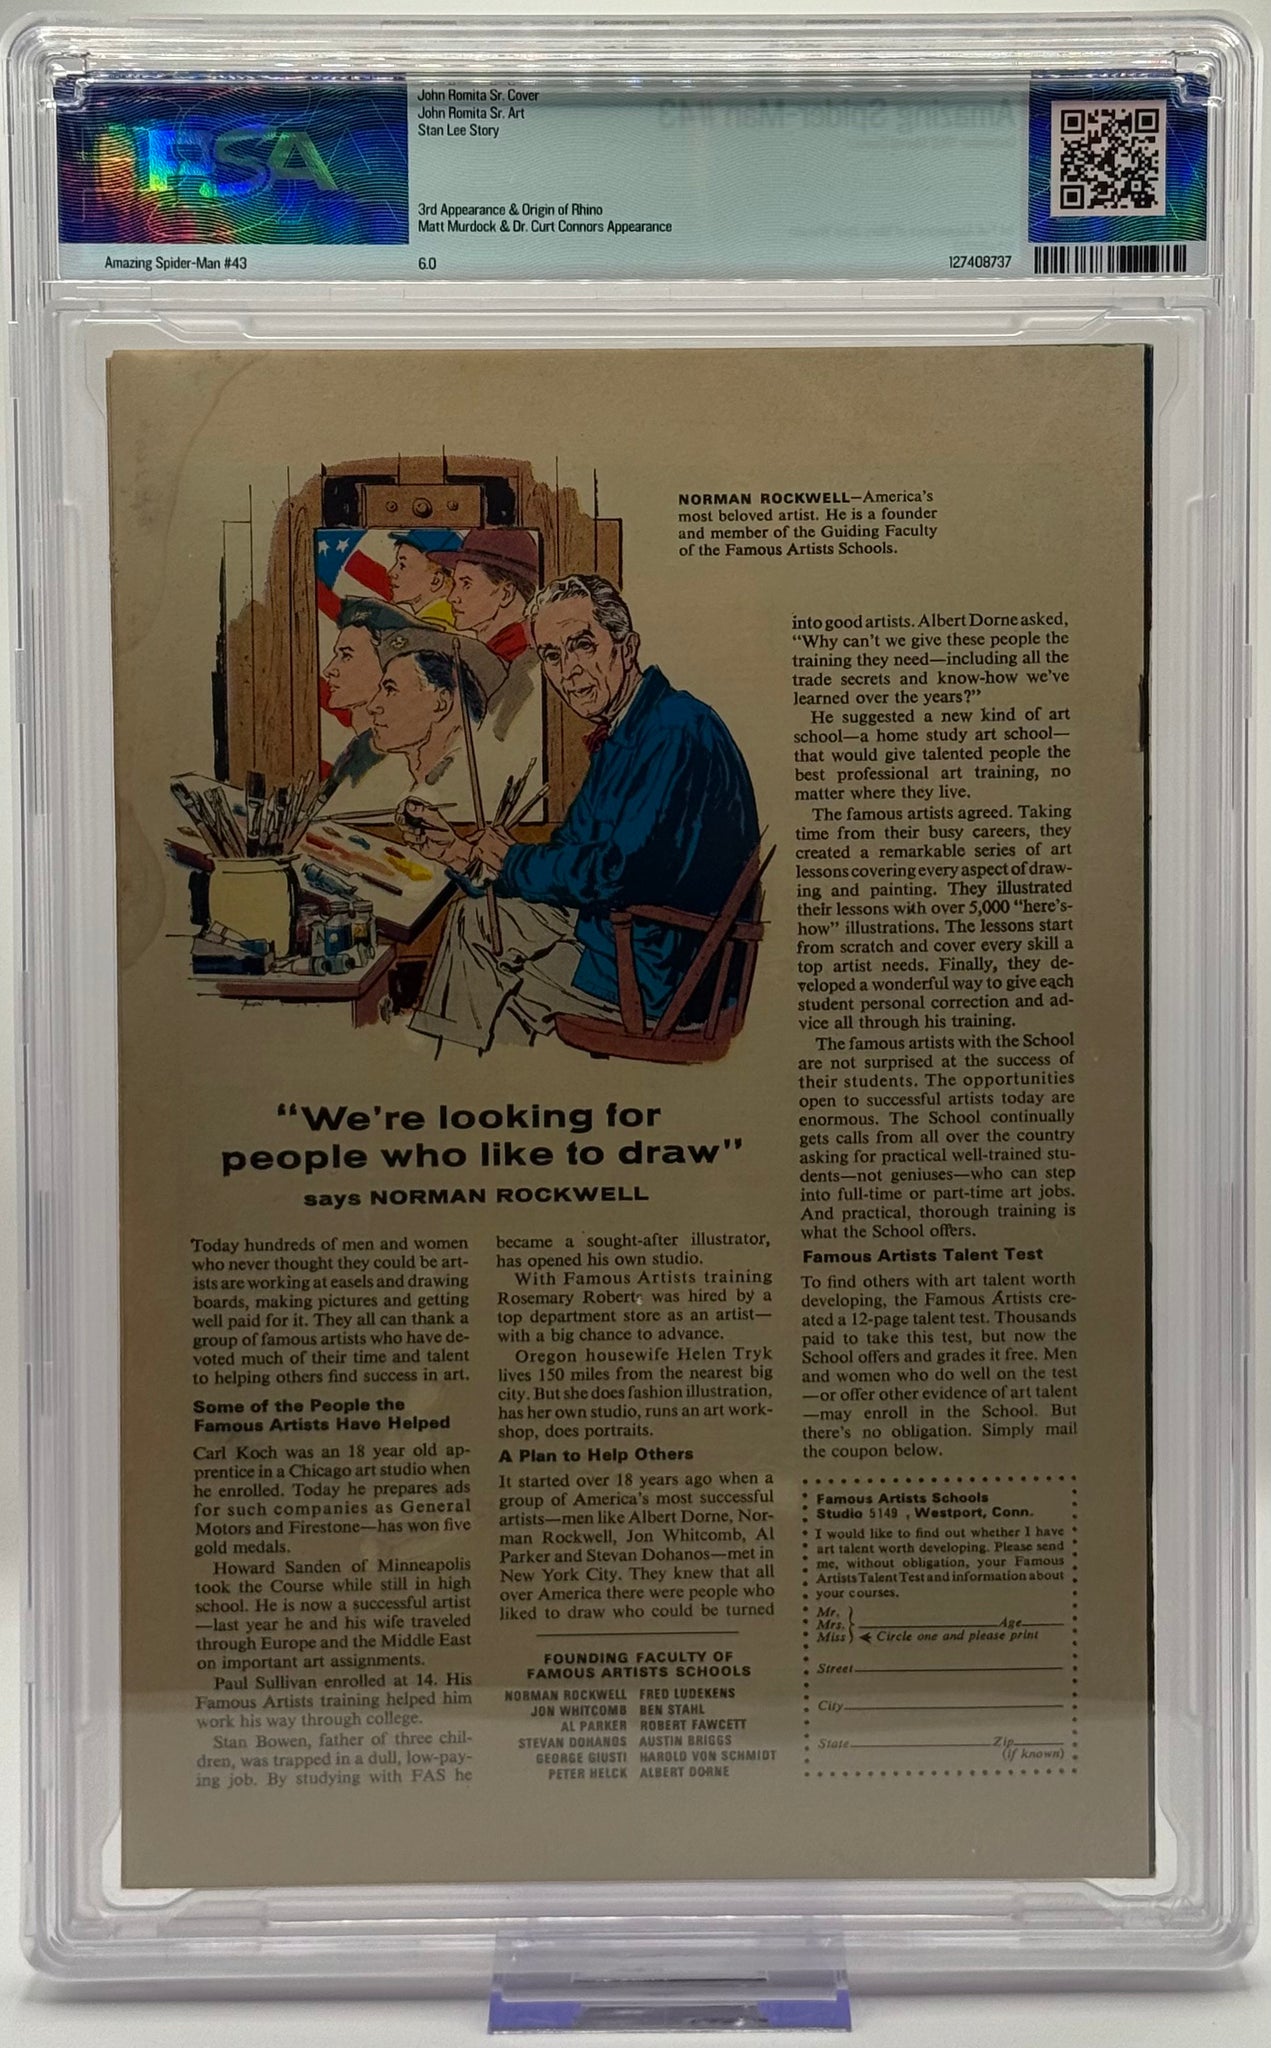 PSA
John Romita Sr. Cover
John Romita Sr. Art
Stan Lee Story
3rd Appearance & Origin of Rhino
Matt Murdock & Dr. Curt Connors Appearance
Amazing Spider-Man #43
6.0
127408737
NORMAN ROCKWELL—America's
most beloved artist. He is a founder
and member of the Guiding Faculty
of the Famous Artists Schools.
"We're looking for
people who like to draw"
says NORMAN ROCKWELL
Today hundreds of men and women
who never thought they could be art-
ists are working at easels and drawing
boards, making pictures and getting
well paid for it. They all can thank a
group of famous artists who have de-
voted much of their time and talent
to helping others find success in art.
Some of the People the
Famous Artists Have Helped
Carl Koch was an 18 year old ap-
prentice in a Chicago art studio when
he enrolled. Today he prepares ads
for such companies as General
Motors and Firestone—has won five
gold medals.
Howard Sanden of Minneapolis
took the Course while still in high
school. He is now a successful artist
—last year he and his wife traveled
through Europe and the Middle East
on important art assignments.
Paul Sullivan enrolled at 14. His
Famous Artists training helped him
work his way through college.
Stan Bowen, father of three chil-
dren, was trapped in a dull, low-pay-
ing job. By studying with FAS he
became a sought-after illustrator,
has opened his own studio.
With Famous Artists training
Rosemary Roberts was hired by a
top department store as an artist—
with a big chance to advance.
Oregon housewife Helen Tryk
lives 150 miles from the nearest big
city. But she does fashion illustration,
has her own studio, runs an art work-
shop, does portraits.
A Plan to Help Others
It started over 18 years ago when a
group of America's most successful
artists—men like Albert Dorne, Nor-
man Rockwell, Jon Whitcomb, Al
Parker and Stevan Dohanos—met in
New York City. They knew that all
over America there were people who
liked to draw who could be turned
FOUNDING FACULTY OF
FAMOUS ARTISTS SCHOOLS
NORMAN ROCKWELL FRED LUDEKENS
JON WHITCOMB BEN STAHL
AL PARKER ROBERT FAWCETT
STEVAN DOHANOS AUSTIN BRIGGS
GEORGE GIUSTI HAROLD VON SCHMIDT
PETER HELCK ALBERT DORNE
into good artists. Albert Dorne asked,
"Why can't we give these people the
training they need—including all the
trade secrets and know-how we've
learned over the years?"
He suggested a new kind of art
school—a home study art school—
that would give talented people the
best professional art training, no
matter where they live.
The famous artists agreed. Taking
time from their busy careers, they
created a remarkable series of art
lessons covering every aspect of draw-
ing and painting. They illustrated
their lessons with over 5,000 "here's-
how" illustrations. The lessons start
from scratch and cover every skill a
top artist needs. Finally, they de-
veloped a wonderful way to give each
student personal correction and ad-
vice all through his training.
The famous artists with the School
are not surprised at the success of
their students. The opportunities
open to successful artists today are
enormous. The School continually
gets calls from all over the country
asking for practical well-trained stu-
dents—not geniuses—who can step
into full-time or part-time art jobs.
And practical, thorough training is
what the School offers.
Famous Artists Talent Test
To find others with art talent worth
developing, the Famous Artists cre-
ated a 12-page talent test. Thousands
paid to take this test, but now the
School offers and grades it free. Men
and women who do well on the test
—or offer other evidence of art talent
—may enroll in the School. But
there's no obligation. Simply mail
the coupon below.
Famous Artists Schools
Studio 5149 , Westport, Conn.
I would like to find out whether I have
art talent worth developing. Please send
me, without obligation, your Famous
Artists Talent Test and information about
your courses.
Mr.
Mrs. Age
Miss Circle one and please print
Street
City
State Zip
(if known)